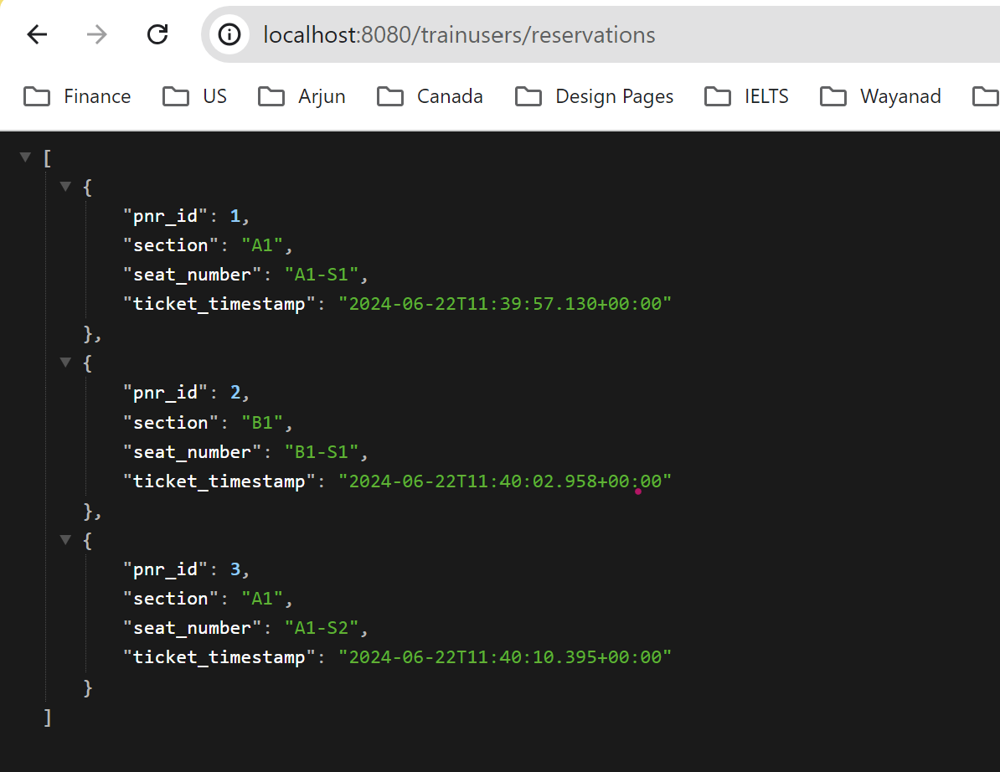 localhost:8080/trainusers/reservations
Finance US Arjun Canada Design Pages IELTS Wayanad
[
{
"pnr_id": 1,
"section": "A1",
"seat_number": "A1-S1",
"ticket_timestamp": "2024-06-22T11:39:57.130+00:00"
},
{
"pnr_id": 2,
"section": "B1",
"seat_number": "B1-S1",
"ticket_timestamp": "2024-06-22T11:40:02.958+00:00"
},
{
"pnr_id": 3,
"section": "A1",
"seat_number": "A1-S2",
"ticket_timestamp": "2024-06-22T11:40:10.395+00:00"
}
]